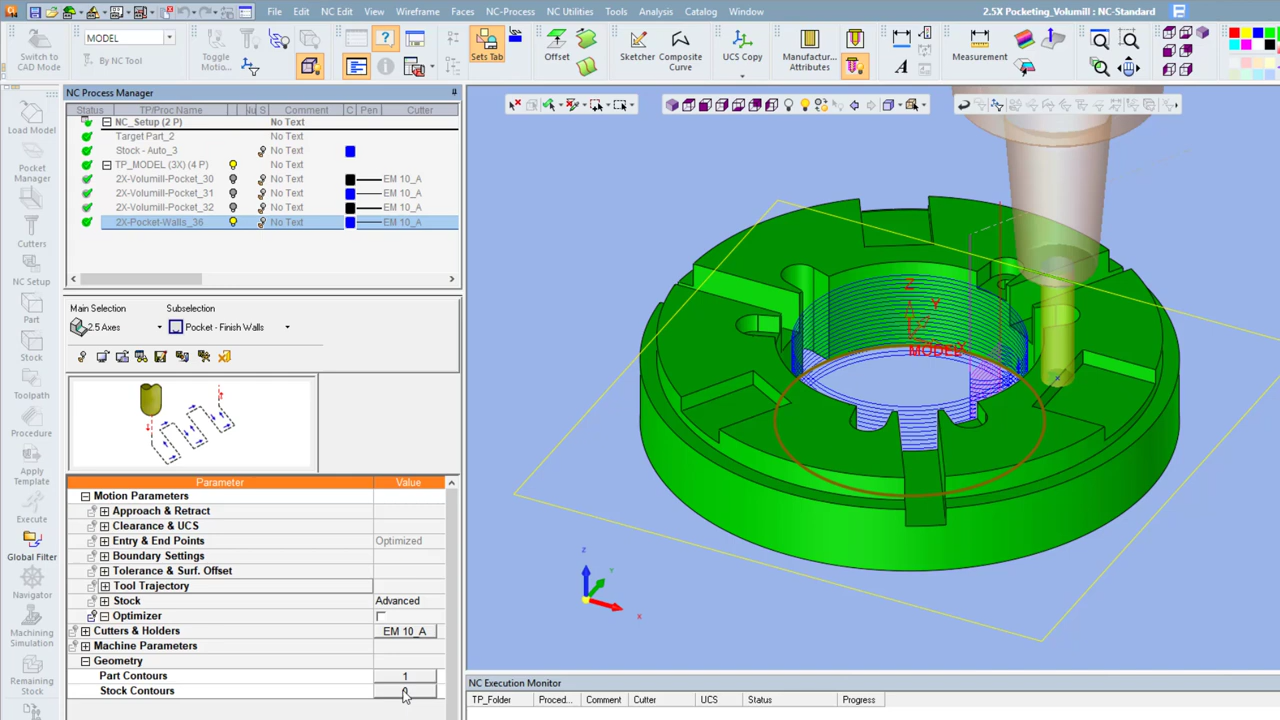 File Edit NC Edit View Wireframe Faces NC-Process NC Utilities Tools Analysis Catalog Window 2.5X Pocketing_Volumill : NC-Standard
Switch to CAD Mode
MODEL
By NC Tool
Toggle Motion...
Sets Tab
Offset
Sketcher
Composite Curve
UCS Copy
Manufactur... Attributes
Measurement
NC Process Manager
Status TP/Proc Name S Comment C Pen Cutter
NC_Setup (2 P) No Text
Target Part_2 No Text
Stock - Auto_3 No Text
TP_MODEL (3X) (4 P) No Text
2X-Volumill-Pocket_30 No Text EM 10_A
2X-Volumill-Pocket_31 No Text EM 10_A
2X-Volumill-Pocket_32 No Text EM 10_A
2X-Pocket-Walls_36 No Text EM 10_A
Load Model
Pocket Manager
Cutters
NC Setup
Part
Stock
Toolpath
Procedure
Apply Template
Execute
Global Filter
Navigator
Machining Simulation
Remaining Stock
Main Selection Subselection
2.5 Axes Pocket - Finish Walls
Parameter Value
Motion Parameters
Approach & Retract
Clearance & UCS
Entry & End Points Optimized
Boundary Settings
Tolerance & Surf. Offset
Tool Trajectory
Stock Advanced
Optimizer
Cutters & Holders EM 10_A
Machine Parameters
Geometry
Part Contours 1
Stock Contours
Z
Y
MODEL
z
Y
X
NC Execution Monitor
TP_Folder Proced... Comment Cutter UCS Status Progress